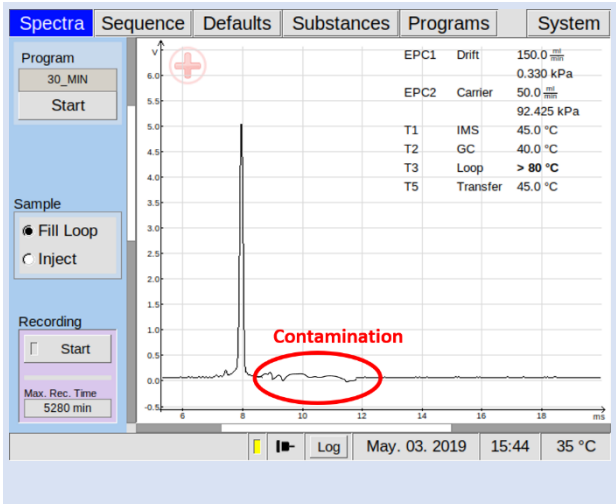 Spectra Sequence Defaults Substances Programs System
Program
30_MIN
Start
Sample
Fill Loop
Inject
Recording
Start
Max. Rec. Time
5280 min
V
6.0
5.5
5.0
4.5
4.0
3.5
3.0
2.5
2.0
1.5
1.0
0.5
0.0
-0.5
6 8 10 12 14 16 18 ms
EPC1 Drift 150.0 ml/min
0.330 kPa
EPC2 Carrier 50.0 ml/min
92.425 kPa
T1 IMS 45.0 °C
T2 GC 40.0 °C
T3 Loop > 80 °C
T5 Transfer 45.0 °C
Contamination
Log May. 03. 2019 15:44 35 °C